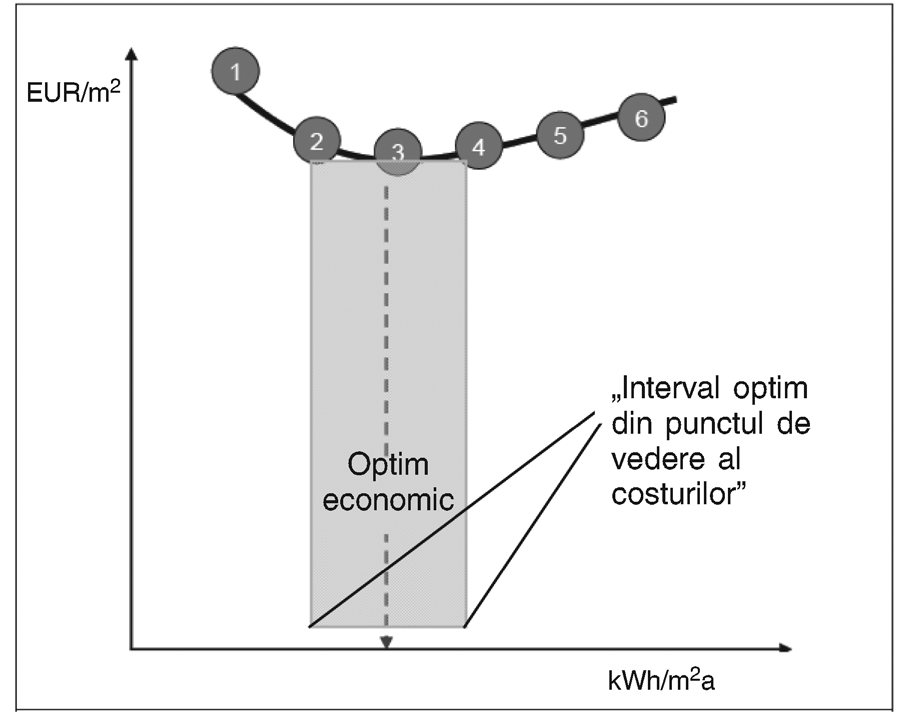 1
EUR/m²
2
3
4
5
6
„Interval optim
din punctul de
vedere al
costurilor”
Optim
economic
kWh/m²a